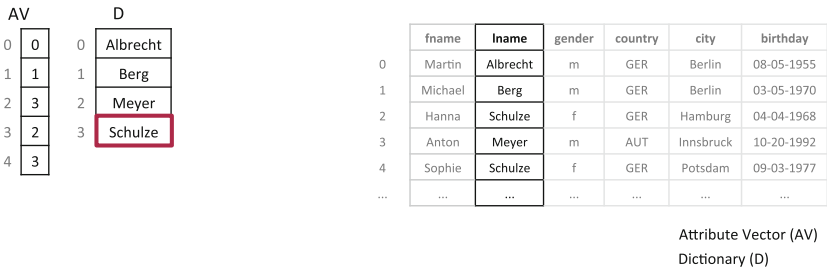 AV D
0 0 0 Albrecht
1 1 1 Berg
2 3 2 Meyer
3 2 3 Schulze
4 3
fname lname gender country city birthday
0 Martin Albrecht m GER Berlin 08-05-1955
1 Michael Berg m GER Berlin 03-05-1970
2 Hanna Schulze f GER Hamburg 04-04-1968
3 Anton Meyer m AUT Innsbruck 10-20-1992
4 Sophie Schulze f GER Potsdam 09-03-1977
... ... ... ... ... ... ...
Attribute Vector (AV)
Dictionary (D)